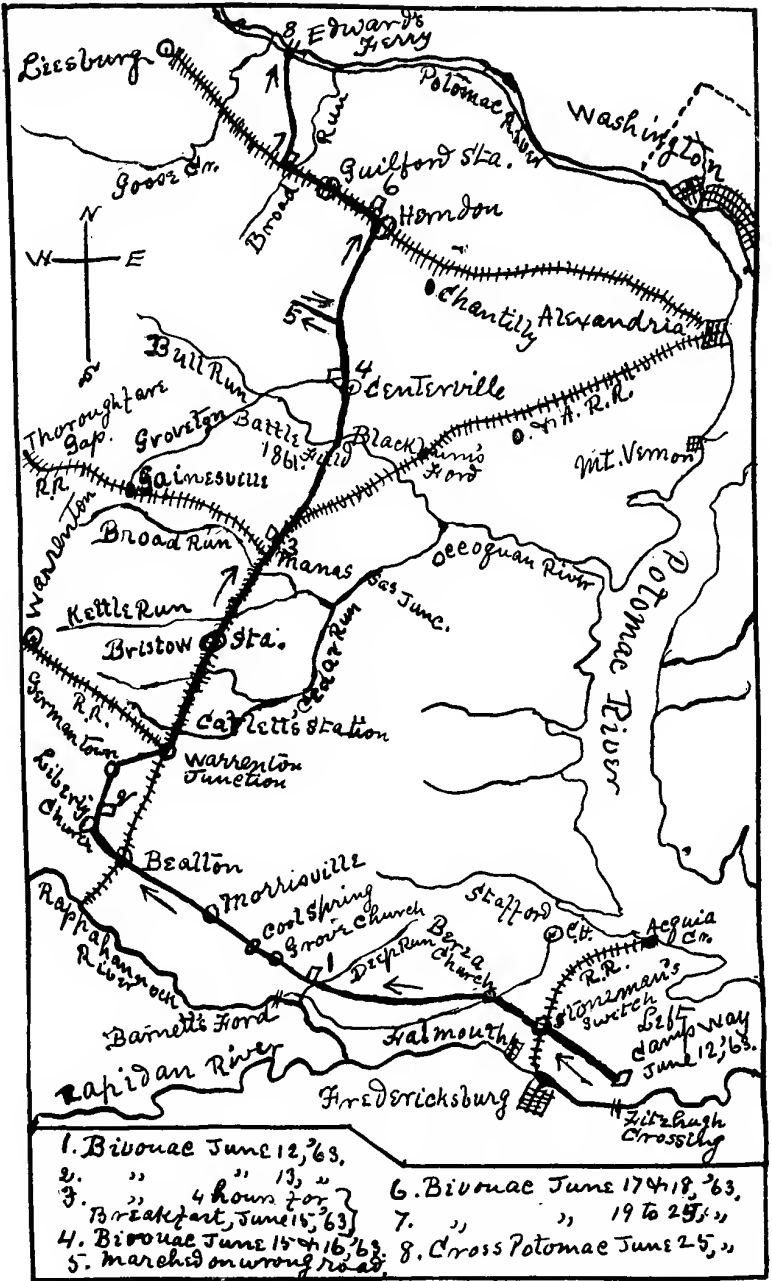 8
Edward's
Ferry
Leesburg
Potomac
River
Washington
Goose Cr.
7
Broad Run
Guilford Sta.
6
Herndon
N
W E
S
Chantilly
Alexandria
5
Bull Run
4
Centerville
Thoroughfare
Gap.
Groveton
Battle
Field
1861.
Blackburn's
Ford
O. & A. R. R.
Mt. Vernon
R.R.
Gainesville
Warrenton
Broad Run
3
Manas
sas Junc.
Occoquan River
Potomac River
Kettle Run
Bristow Sta.
Cedar Run
Germantown
R.R.
Catlett's Station
Warrenton
Junction
Liberty
Church
2
Bealton
Morrisville
Cool Spring
Grove Church
Rappahannock
River
1
Deep Run
Berea
Church
Stafford
C.H.
Acquia
Cr.
R.R.
Stoneman's
Switch
Left
Camp Way
June 12, '63.
Barnett's Ford
Falmouth
Rapidan River
Fredericksburg
Fitzhugh
Crossing
1. Bivouac June 12, '63.
2. ,, ,, 13, ,,
3. ,, 4 hours for
Breakfast, June 15, '63
4. Bivouac June 15 & 16, '63.
5. Marched on wrong road,
6. Bivouac June 17 & 18, '63.
7. ,, ,, 19 to 25, ,,
8. Cross Potomac June 25, ,,